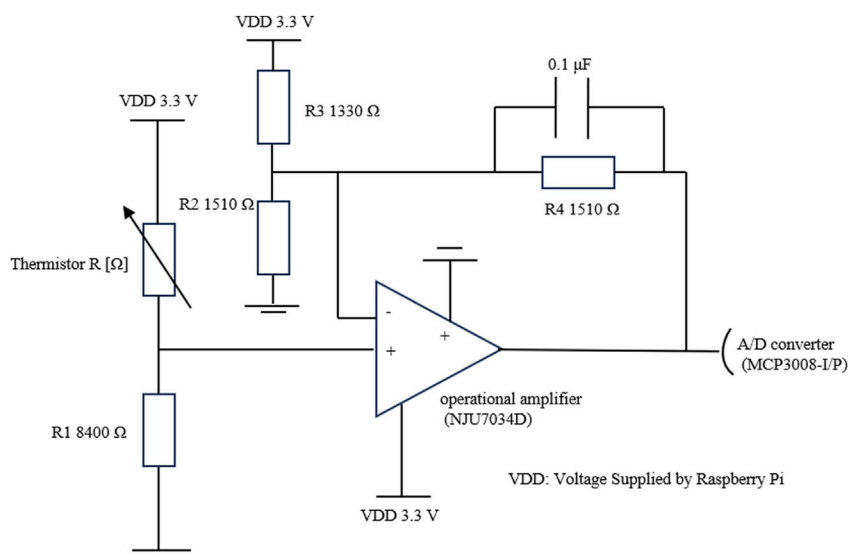 VDD 3.3 V
0.1 μF
VDD 3.3 V
R3 1330 Ω
R2 1510 Ω
R4 1510 Ω
Thermistor R [Ω]
-
+
+
A/D converter
(MCP3008-I/P)
operational amplifier
(NJU7034D)
R1 8400 Ω
VDD: Voltage Supplied by Raspberry Pi
VDD 3.3 V